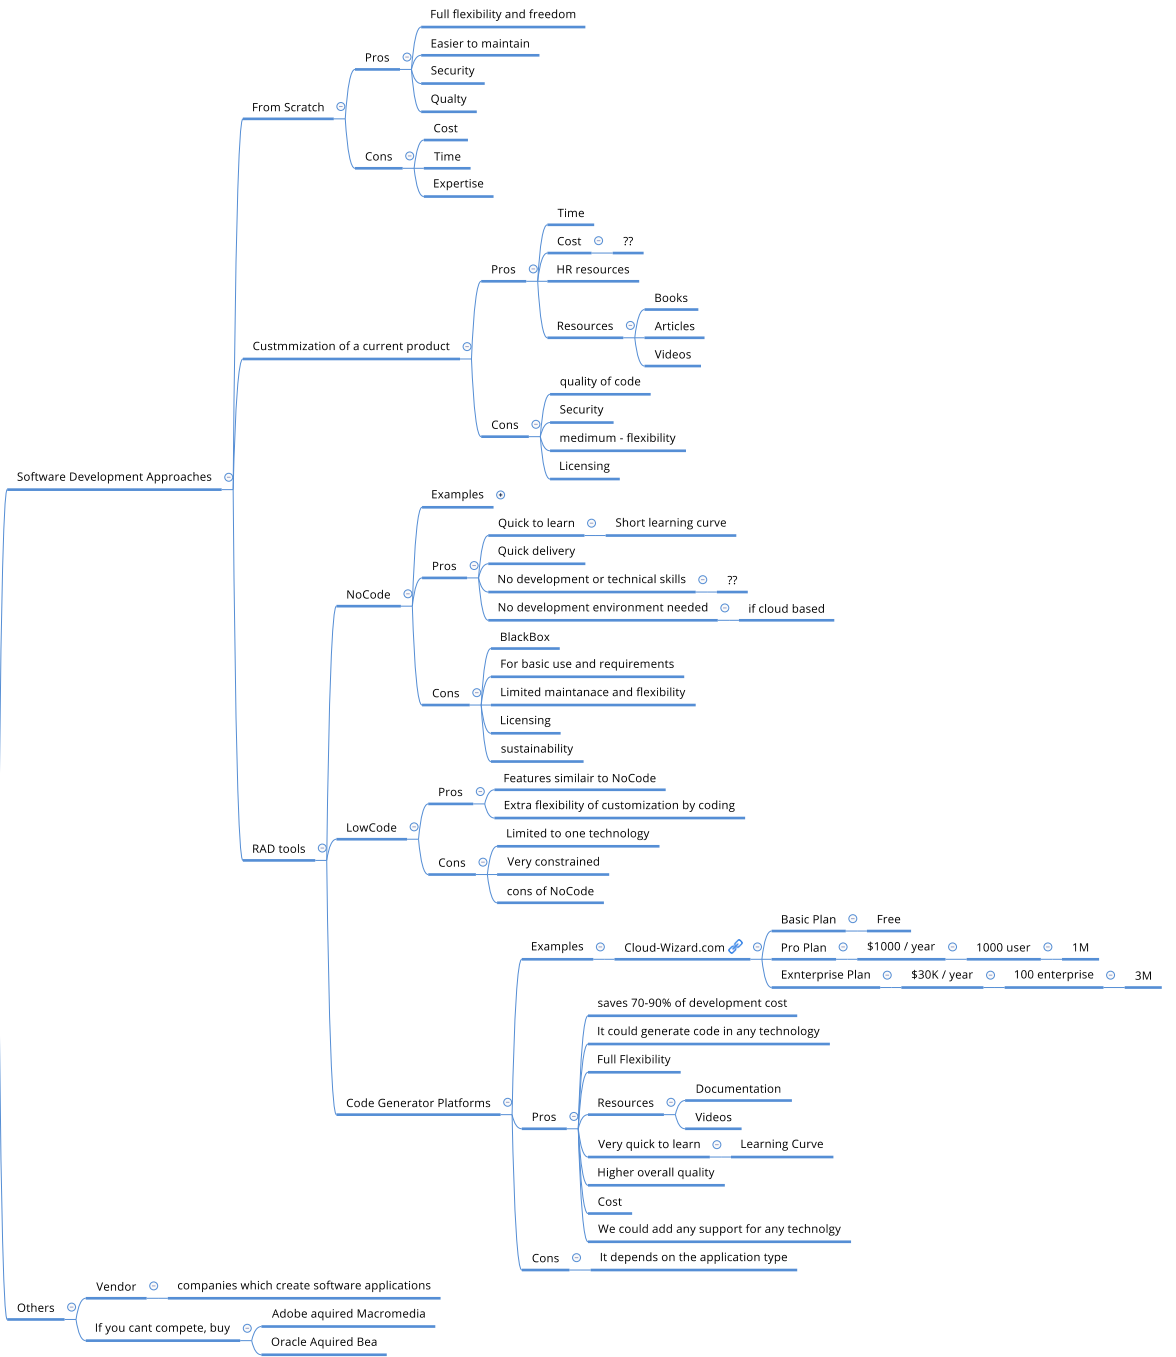 Software Development Approaches
From Scratch
Pros
Full flexibility and freedom
Easier to maintain
Security
Qualty
Cons
Cost
Time
Expertise
Custmmization of a current product
Pros
Time
Cost
??
HR resources
Resources
Books
Articles
Videos
Cons
quality of code
Security
medimum - flexibility
Licensing
RAD tools
NoCode
Examples
Pros
Quick to learn
Short learning curve
Quick delivery
No development or technical skills
??
No development environment needed
if cloud based
Cons
BlackBox
For basic use and requirements
Limited maintanace and flexibility
Licensing
sustainability
LowCode
Pros
Features similair to NoCode
Extra flexibility of customization by coding
Cons
Limited to one technology
Very constrained
cons of NoCode
Code Generator Platforms
Examples
Cloud-Wizard.com
Basic Plan
Free
Pro Plan
$1000 / year
1000 user
1M
Exnterprise Plan
$30K / year
100 enterprise
3M
Pros
saves 70-90% of development cost
It could generate code in any technology
Full Flexibility
Resources
Documentation
Videos
Very quick to learn
Learning Curve
Higher overall quality
Cost
We could add any support for any technolgy
Cons
It depends on the application type
Others
Vendor
companies which create software applications
If you cant compete, buy
Adobe aquired Macromedia
Oracle Aquired Bea